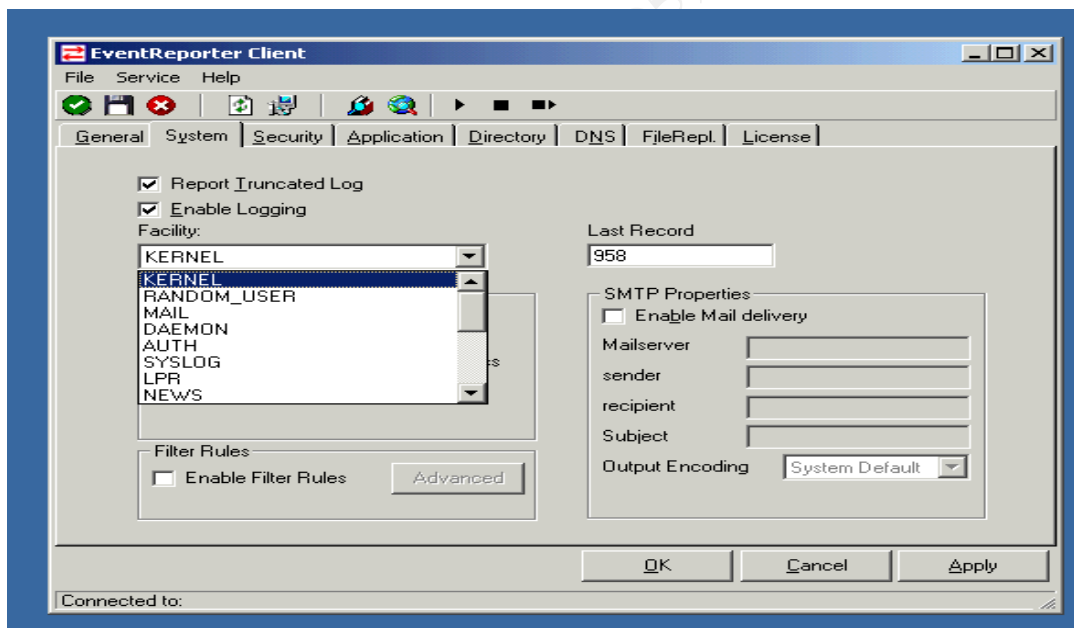 EventReporter Client
File Service Help
General System Security Application Directory DNS FileRepl. License
Report Truncated Log
Enable Logging
Facility:
KERNEL
KERNEL
RANDOM_USER
MAIL
DAEMON
AUTH
SYSLOG
LPR
NEWS
Filter Rules
Enable Filter Rules
Advanced
Last Record
958
SMTP Properties
Enable Mail delivery
Mailserver
sender
recipient
Subject
Output Encoding
System Default
OK
Cancel
Apply
Connected to: